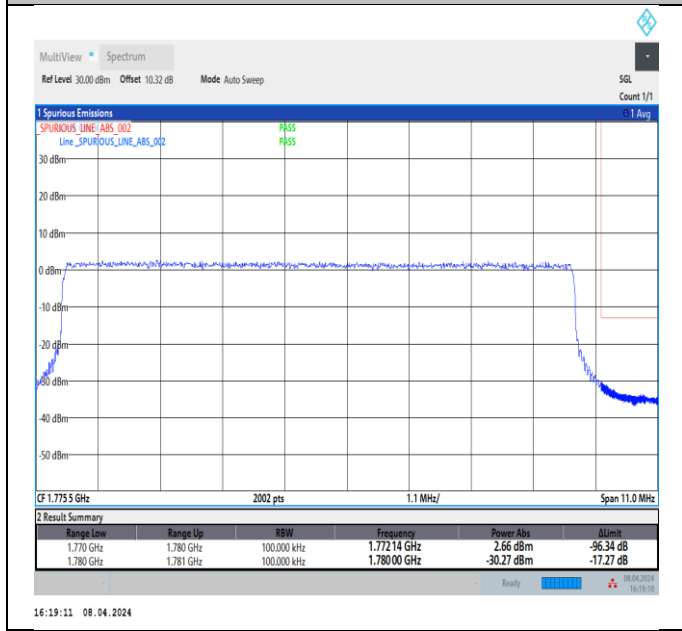 MultiView Spectrum
Ref Level 30.00 dBm Offset 10.32 dB Mode Auto Sweep SGL
Count 1/1
1 Spurious Emissions 1 Avg
_SPURIOUS_LINE_ABS_002 PASS
Line _SPURIOUS_LINE_ABS_002 PASS
30 dBm
20 dBm
10 dBm
0 dBm
-10 dBm
-20 dBm
-30 dBm
-40 dBm
-50 dBm
CF 1.775 5 GHz 2002 pts 1.1 MHz/ Span 11.0 MHz
2 Result Summary
Range Low Range Up RBW Frequency Power Abs ΔLimit
1.770 GHz 1.780 GHz 100.000 kHz 1.772 14 GHz 2.66 dBm -96.34 dB
1.780 GHz 1.781 GHz 100.000 kHz 1.780 00 GHz -30.27 dBm -17.27 dB
Ready 08.04.2024
16:19:10
16:19:11 08.04.2024